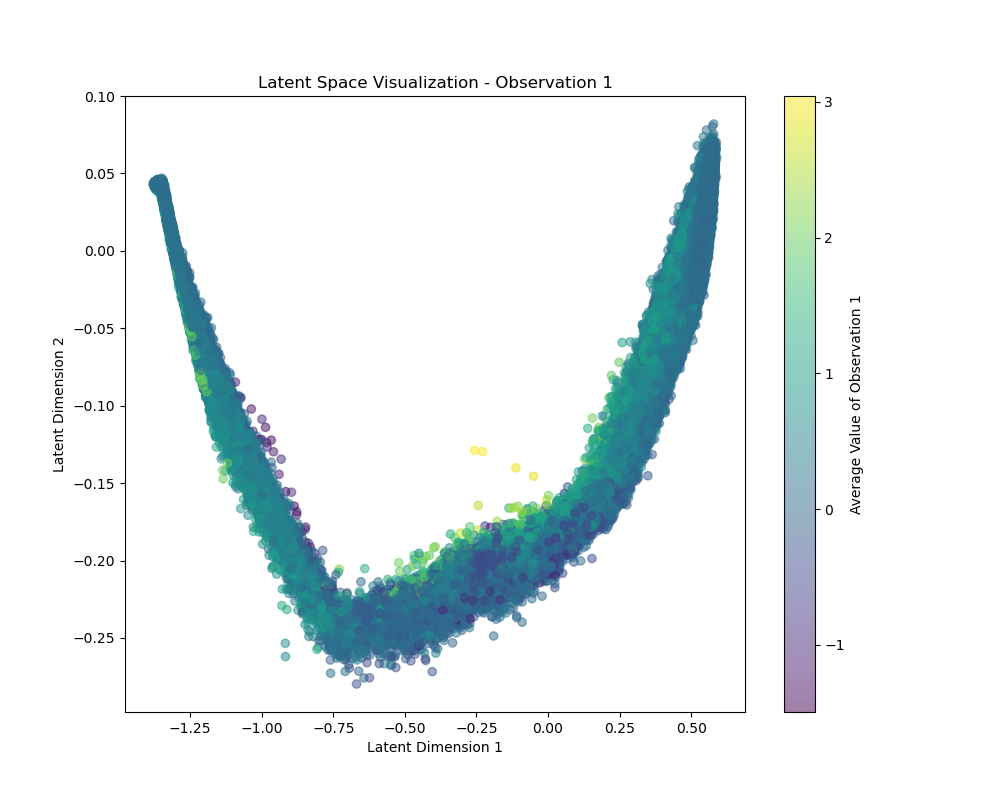 Latent Space Visualization - Observation 1
0.10
0.05
0.00
−0.05
−0.10
−0.15
−0.20
−0.25
Latent Dimension 2
−1.25 −1.00 −0.75 −0.50 −0.25 0.00 0.25 0.50
Latent Dimension 1
3
2
1
0
−1
Average Value of Observation 1